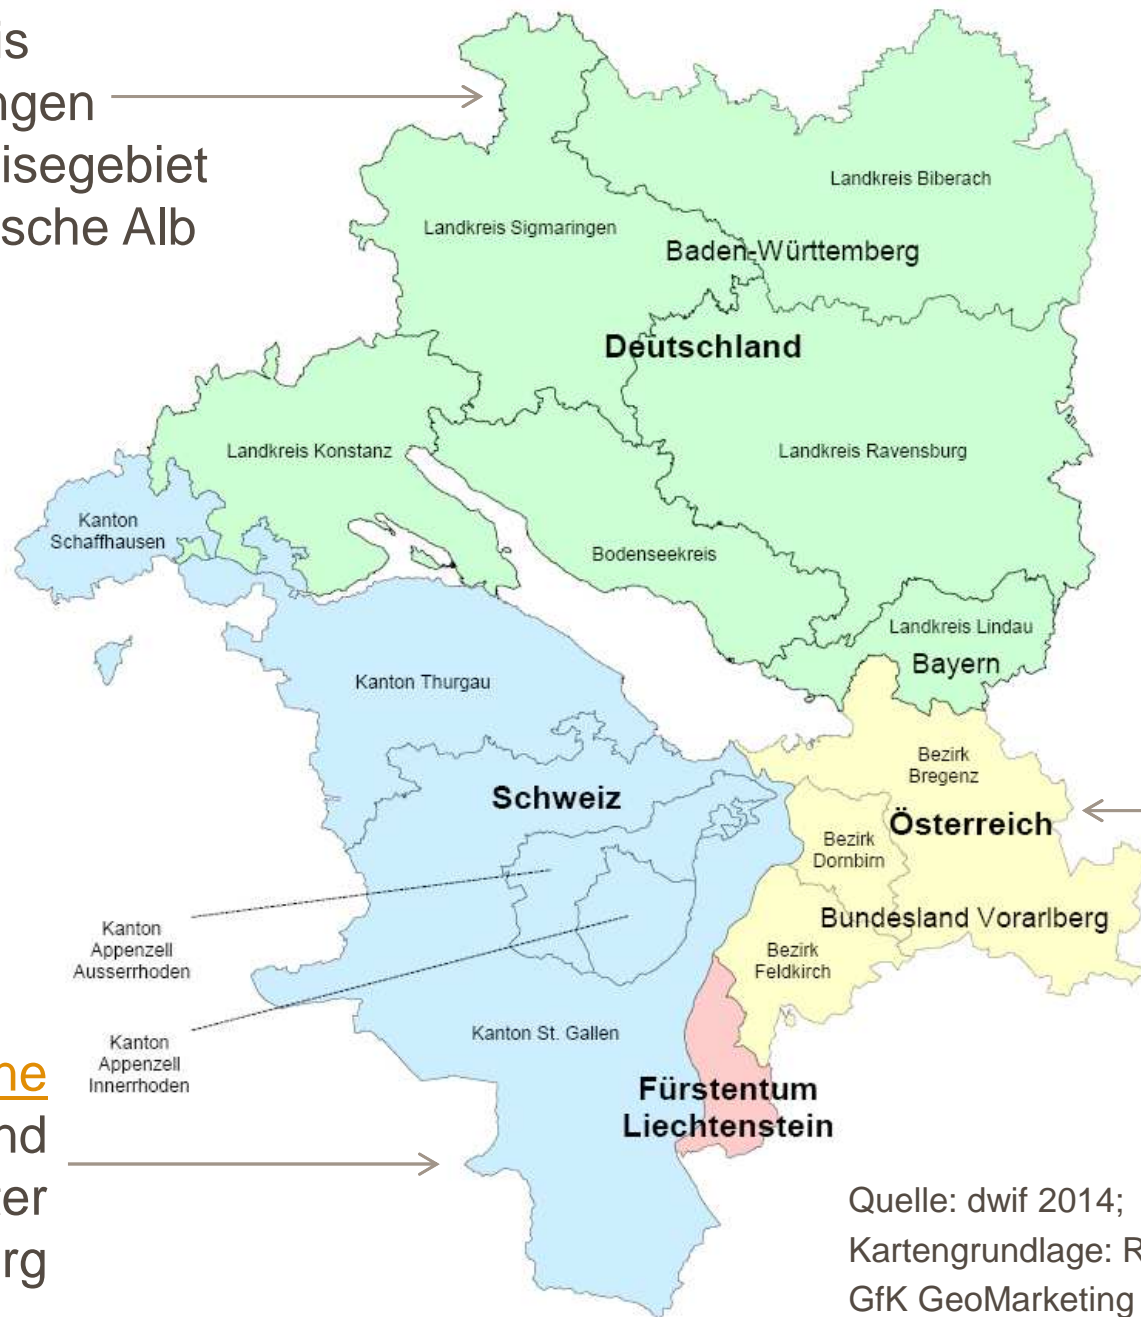 is
ngen
isegebiet
ische Alb
Landkreis Biberach
Landkreis Sigmaringen
Baden-Württemberg
Deutschland
Landkreis Konstanz
Landkreis Ravensburg
Kanton
Schaffhausen
Bodenseekreis
Landkreis Lindau
Bayern
Kanton Thurgau
Bezirk
Bregenz
Schweiz
Österreich
Bezirk
Dornbirn
Bundesland Vorarlberg
Kanton
Appenzell
Ausserrhoden
Bezirk
Feldkirch
Kanton St. Gallen
Kanton
Appenzell
Innerrhoden
ne
nd
ter
rg
Fürstentum
Liechtenstein
Quelle: dwif 2014;
Kartengrundlage: R
GfK GeoMarketing